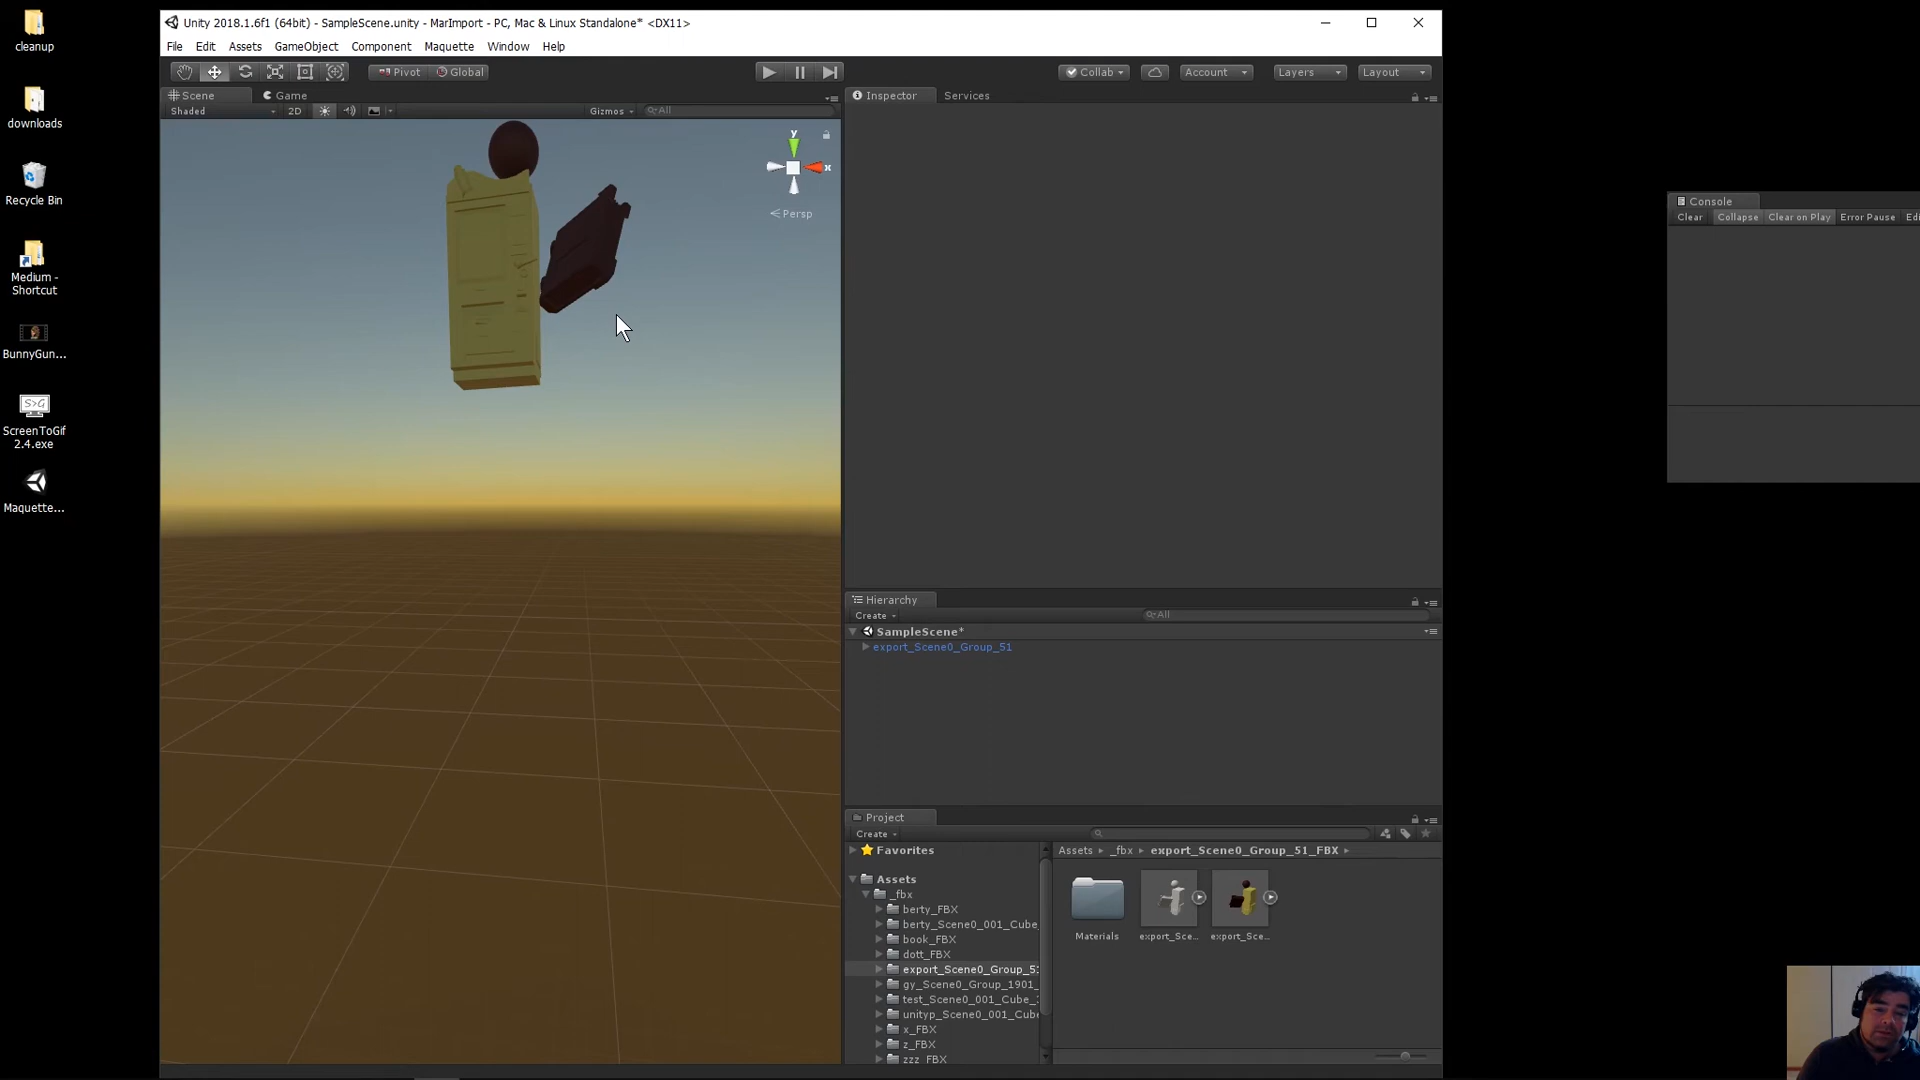 cleanup
downloads
Recycle Bin
Medium -
Shortcut
BunnyGun...
S>G
ScreenToGif
2.4.exe
Maquette...
Unity 2018.1.6f1 (64bit) - SampleScene.unity - MarImport - PC, Mac & Linux Standalone* <DX11>
File Edit Assets GameObject Component Maquette Window Help
Pivot Global Collab Account Layers Layout
Scene Game
Shaded 2D Gizmos All
y
x
Persp
Inspector Services
Hierarchy
Create All
SampleScene*
export_Scene0_Group_51
Project
Create
Favorites
Assets
_fbx
berty_FBX
berty_Scene0_001_Cube_
book_FBX
dott_FBX
export_Scene0_Group_51
gy_Scene0_Group_1901_
test_Scene0_001_Cube_
unityp_Scene0_001_Cube
x_FBX
z_FBX
zzz_FBX
Assets _fbx export_Scene0_Group_51_FBX
Materials
export_Sce...
export_Sce...
Console
Clear Collapse Clear on Play Error Pause Edi